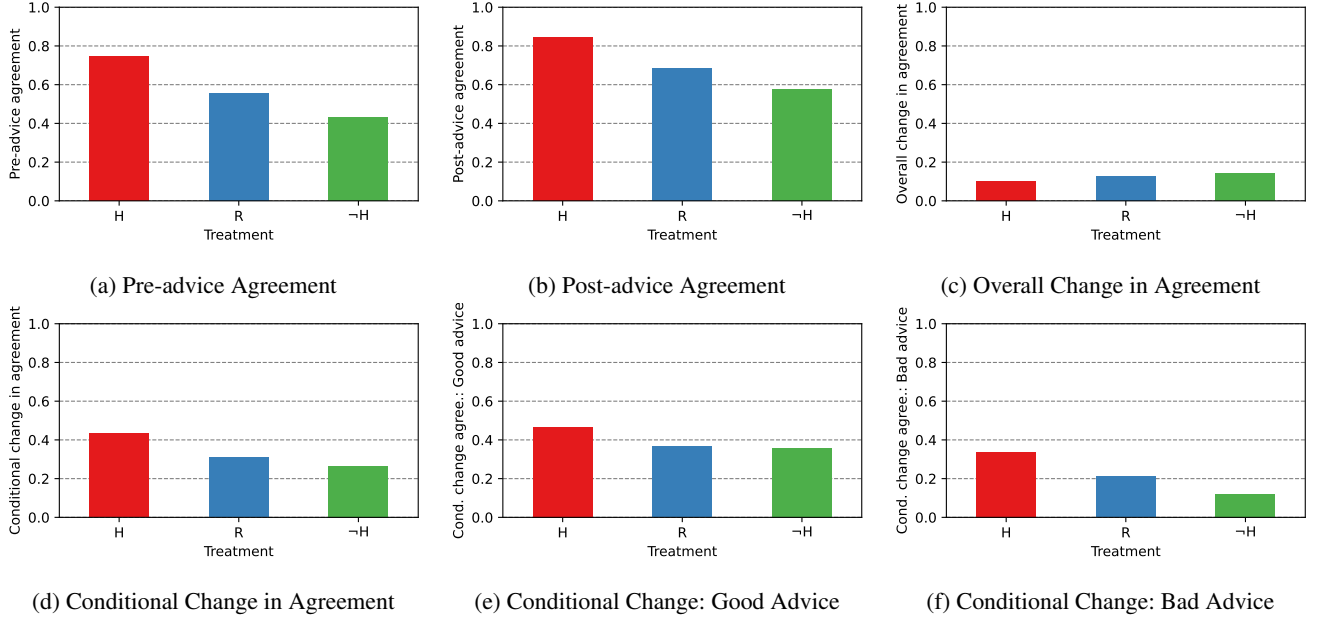 Pre-advice agreement
1.0
0.8
0.6
0.4
0.2
0.0
H R ¬H
Treatment
(a) Pre-advice Agreement
Post-advice agreement
1.0
0.8
0.6
0.4
0.2
0.0
H R ¬H
Treatment
(b) Post-advice Agreement
Overall change in agreement
1.0
0.8
0.6
0.4
0.2
0.0
H R ¬H
Treatment
(c) Overall Change in Agreement
Conditional change in agreement
1.0
0.8
0.6
0.4
0.2
0.0
H R ¬H
Treatment
(d) Conditional Change in Agreement
Cond. change agree.: Good advice
1.0
0.8
0.6
0.4
0.2
0.0
H R ¬H
Treatment
(e) Conditional Change: Good Advice
Cond. change agree.: Bad advice
1.0
0.8
0.6
0.4
0.2
0.0
H R ¬H
Treatment
(f) Conditional Change: Bad Advice